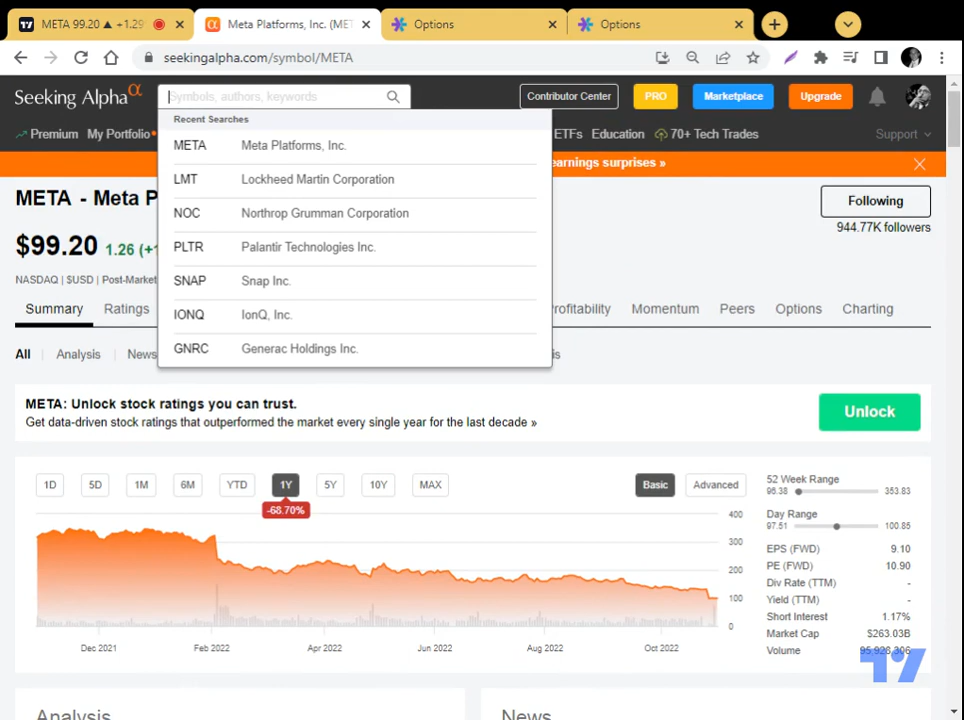 META 99.20 ▲ +1.29
Meta Platforms, Inc. (MET
Options
Options
seekingalpha.com/symbol/META
Seeking Alpha α
Symbols, authors, keywords
Contributor Center
PRO
Marketplace
Upgrade
Premium
My Portfolio
ETFs
Education
70+ Tech Trades
Support
Recent Searches
META Meta Platforms, Inc.
LMT Lockheed Martin Corporation
NOC Northrop Grumman Corporation
PLTR Palantir Technologies Inc.
SNAP Snap Inc.
IONQ IonQ, Inc.
GNRC Generac Holdings Inc.
earnings surprises »
META - Meta P
Following
944.77K followers
$99.20 1.26 (+1
NASDAQ | $USD | Post-Market
Summary
Ratings
rofitability
Momentum
Peers
Options
Charting
All
Analysis
News
is
META: Unlock stock ratings you can trust.
Get data-driven stock ratings that outperformed the market every single year for the last decade »
Unlock
1D 5D 1M 6M YTD 1Y 5Y 10Y MAX
-68.70%
Basic
Advanced
400
300
200
100
0
Dec 2021 Feb 2022 Apr 2022 Jun 2022 Aug 2022 Oct 2022
52 Week Range
96.38 353.83
Day Range
97.51 100.85
EPS (FWD) 9.10
PE (FWD) 10.90
Div Rate (TTM) -
Yield (TTM) -
Short Interest 1.17%
Market Cap $263.03B
Volume 95,928,306
Analysis
News